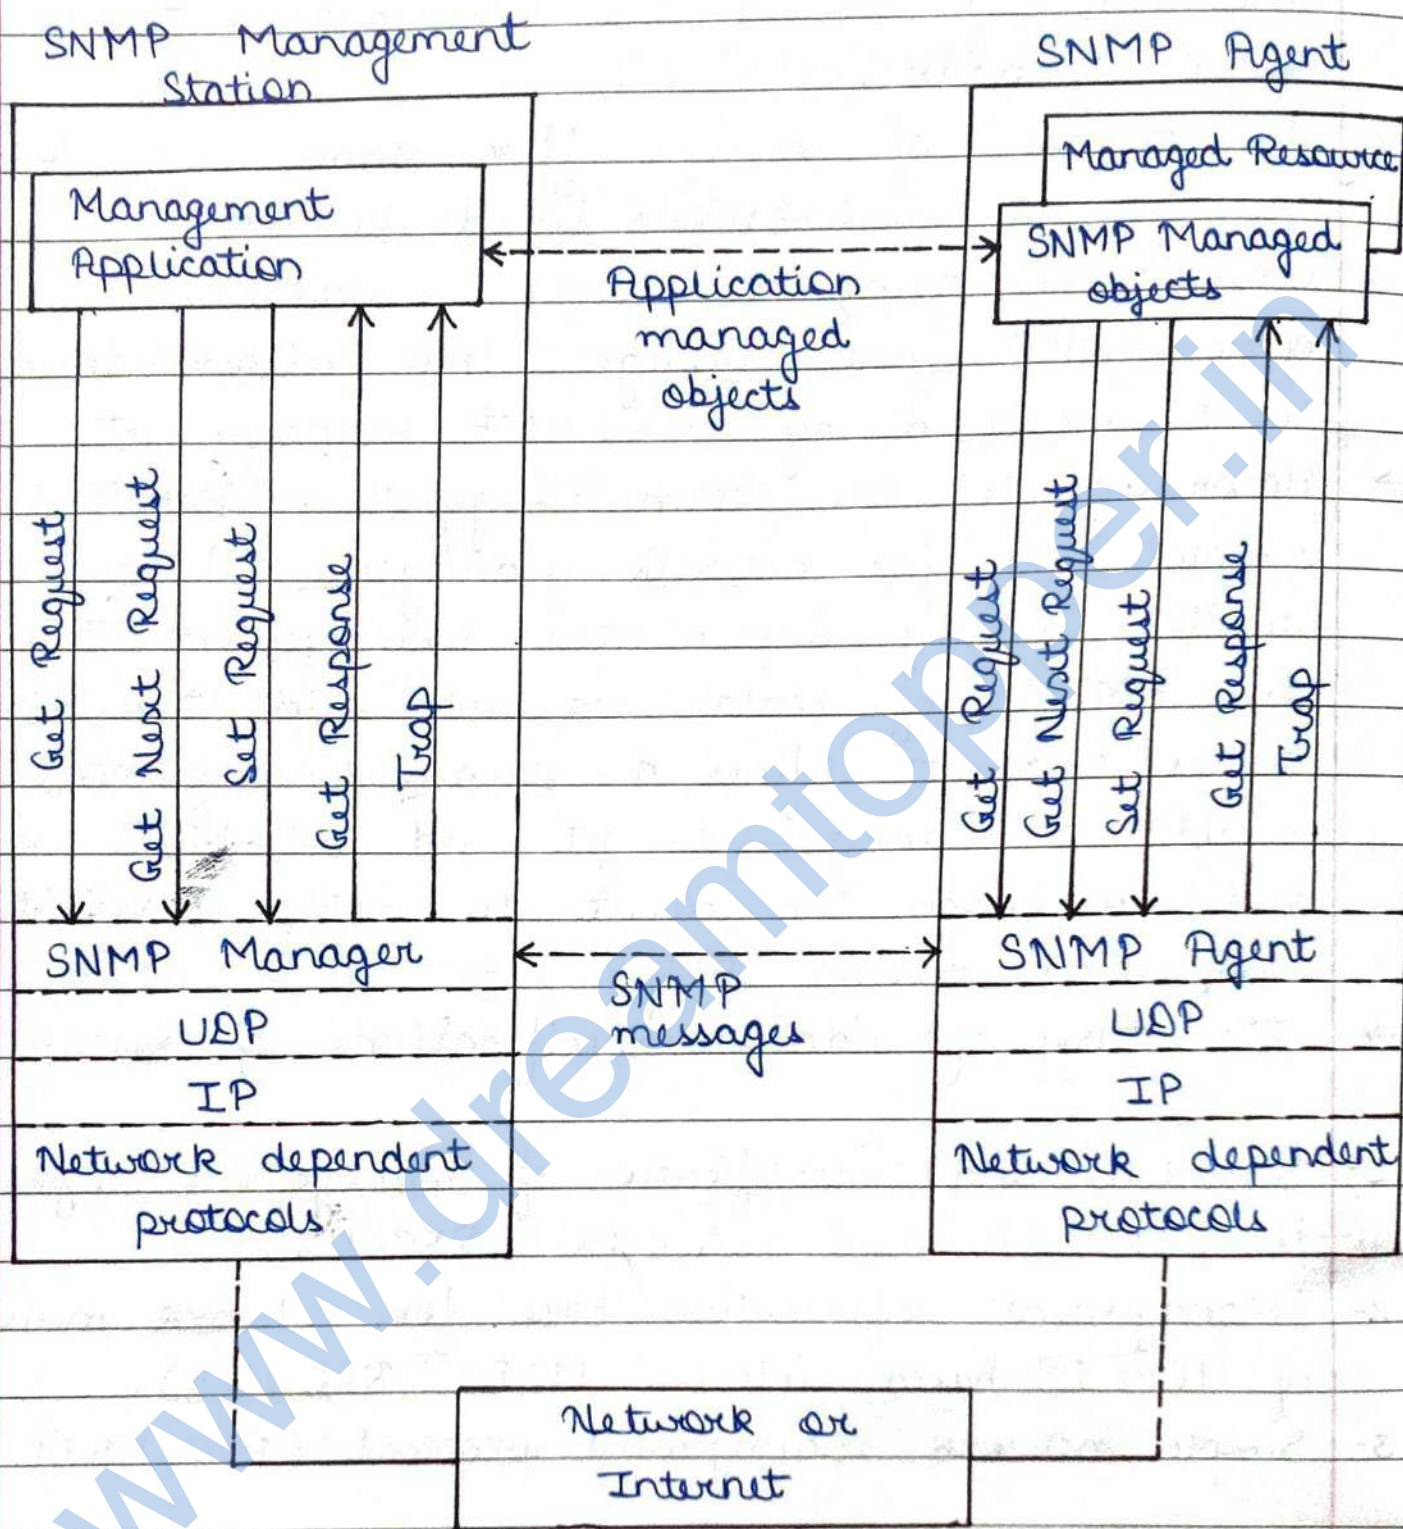 SNMP Management
Station
SNMP Agent
Managed Resource
Management
Application
SNMP Managed
objects
Application
managed
objects
Get Request
Get Next Request
Set Request
Get Response
Trap
Get Request
Get Next Request
Set Request
Get Response
Trap
SNMP Manager
SNMP Agent
SNMP
messages
UDP
UDP
IP
IP
Network dependent
protocols
Network dependent
protocols
Network or
Internet
www.dreamtopper.in